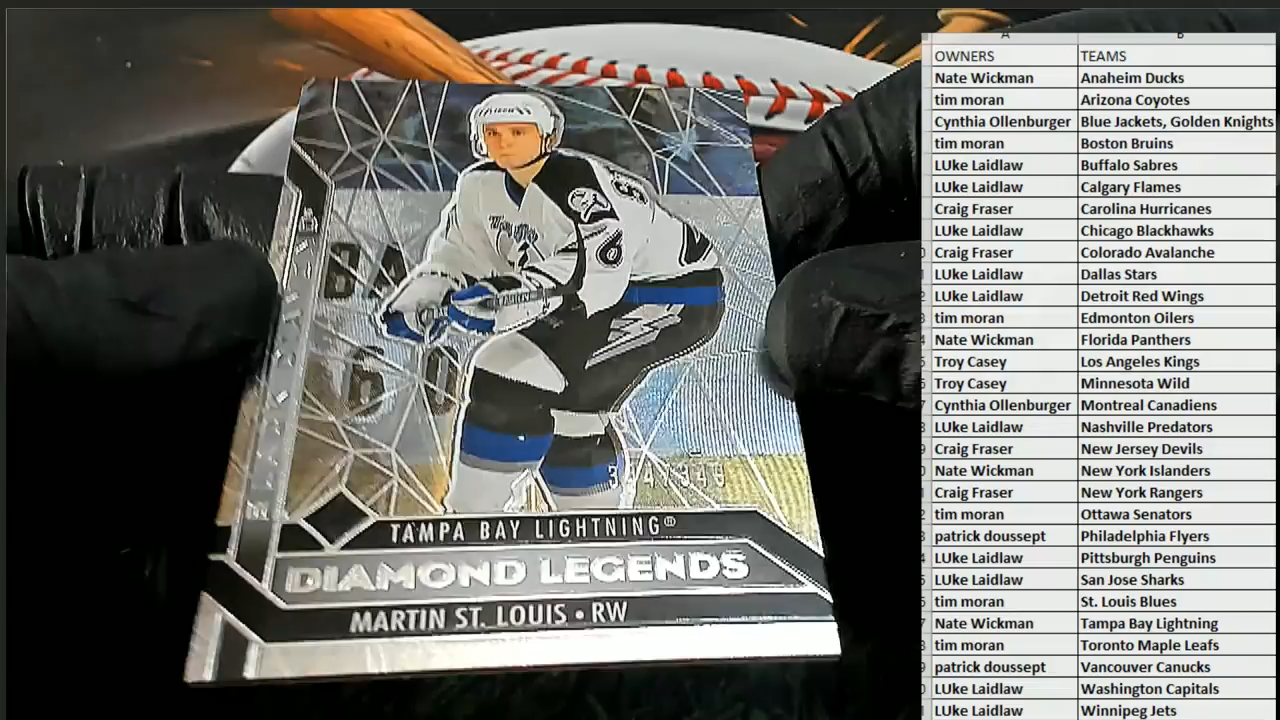 TAMPA BAY LIGHTNING
DIAMOND LEGENDS
MARTIN ST. LOUIS • RW
A B
OWNERS TEAMS
Nate Wickman Anaheim Ducks
tim moran Arizona Coyotes
Cynthia Ollenburger Blue Jackets, Golden Knights
tim moran Boston Bruins
LUke Laidlaw Buffalo Sabres
LUke Laidlaw Calgary Flames
Craig Fraser Carolina Hurricanes
LUke Laidlaw Chicago Blackhawks
Craig Fraser Colorado Avalanche
LUke Laidlaw Dallas Stars
LUke Laidlaw Detroit Red Wings
tim moran Edmonton Oilers
Nate Wickman Florida Panthers
Troy Casey Los Angeles Kings
Troy Casey Minnesota Wild
Cynthia Ollenburger Montreal Canadiens
LUke Laidlaw Nashville Predators
Craig Fraser New Jersey Devils
Nate Wickman New York Islanders
Craig Fraser New York Rangers
tim moran Ottawa Senators
patrick doussept Philadelphia Flyers
LUke Laidlaw Pittsburgh Penguins
LUke Laidlaw San Jose Sharks
tim moran St. Louis Blues
Nate Wickman Tampa Bay Lightning
tim moran Toronto Maple Leafs
patrick doussept Vancouver Canucks
LUke Laidlaw Washington Capitals
LUke Laidlaw Winnipeg Jets